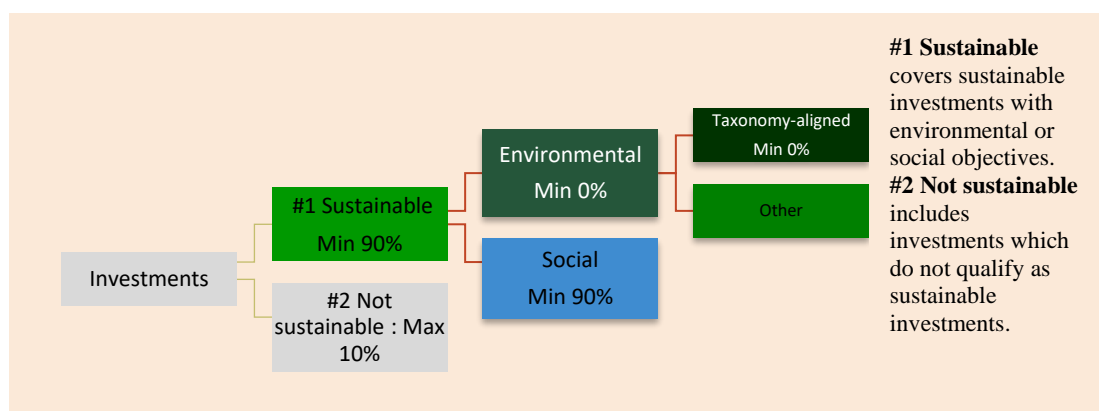 Investments
#1 Sustainable
Min 90%
#2 Not
sustainable : Max
10%
Environmental
Min 0%
Social
Min 90%
Taxonomy-aligned
Min 0%
Other
#1 Sustainable
covers sustainable
investments with
environmental or
social objectives.
#2 Not sustainable
includes
investments which
do not qualify as
sustainable
investments.